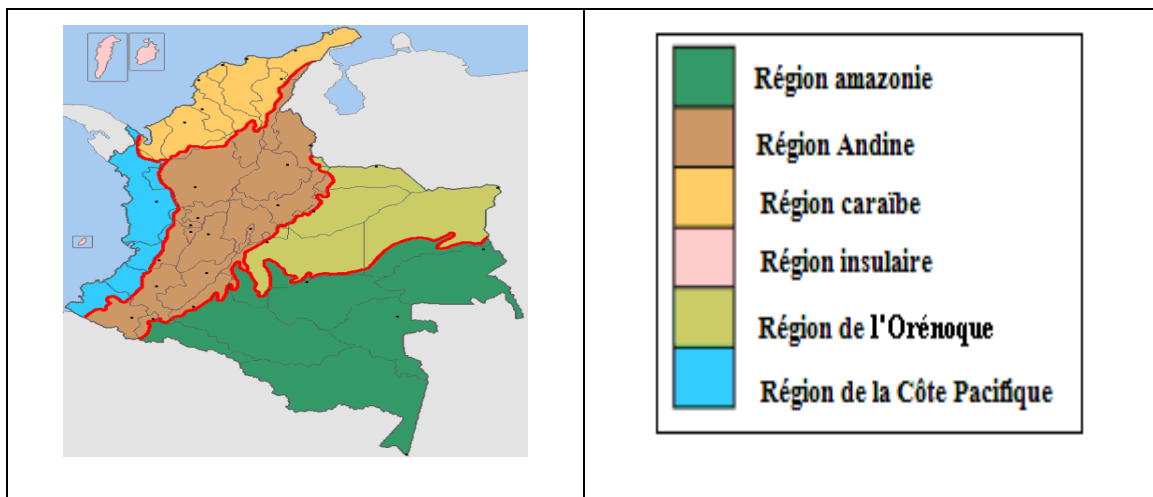 Région amazonie
Région Andine
Région caraïbe
Région insulaire
Région de l'Orénoque
Région de la Côte Pacifique